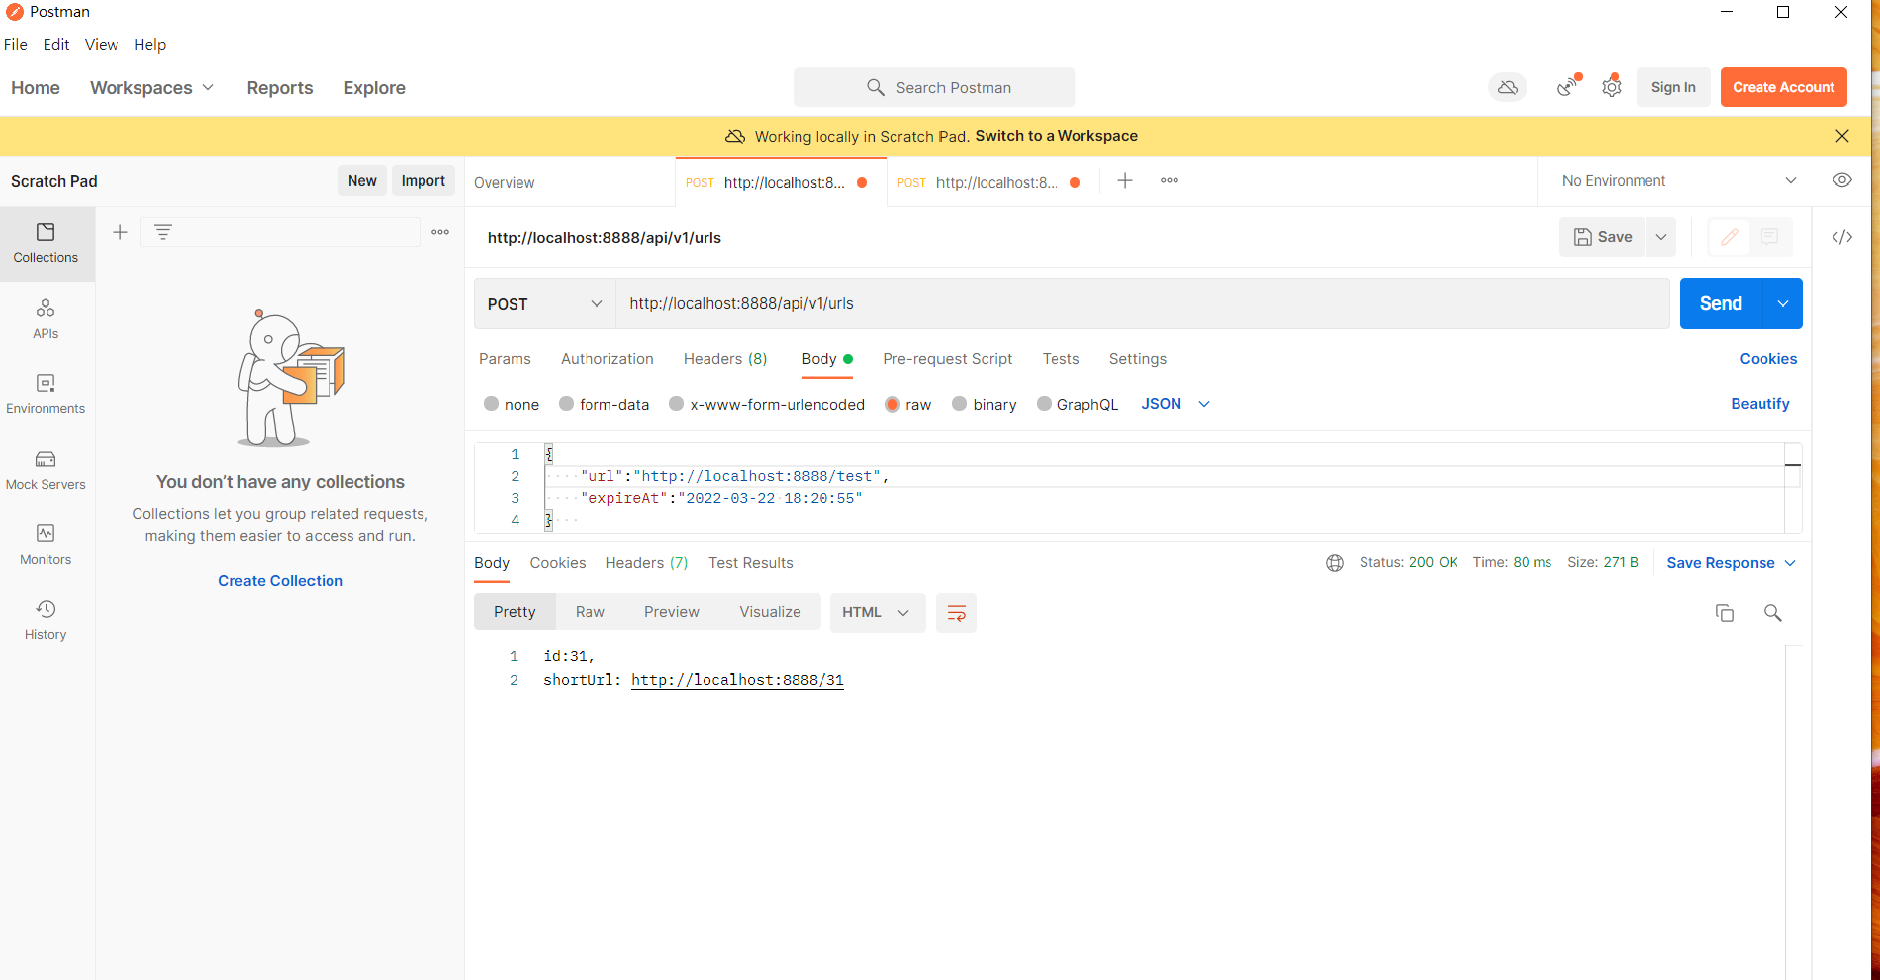 Postman
File Edit View Help
Home Workspaces Reports Explore Search Postman Sign In Create Account
Working locally in Scratch Pad. Switch to a Workspace
Scratch Pad New Import Overview POST http://localhost:8... POST http://localhost:8... No Environment
Collections
APIs
Environments
Mock Servers
Monitors
History
You don't have any collections
Collections let you group related requests,
making them easier to access and run.
Create Collection
http://localhost:8888/api/v1/urls Save
POST http://localhost:8888/api/v1/urls Send
Params Authorization Headers (8) Body Pre-request Script Tests Settings Cookies
none form-data x-www-form-urlencoded raw binary GraphQL JSON Beautify
1 {
2 "url":"http://localhost:8888/test",
3 "expireAt":"2022-03-22 18:20:55"
4 }
Body Cookies Headers (7) Test Results Status: 200 OK Time: 80 ms Size: 271 B Save Response
Pretty Raw Preview Visualize HTML
1 id:31,
2 shortUrl: http://localhost:8888/31